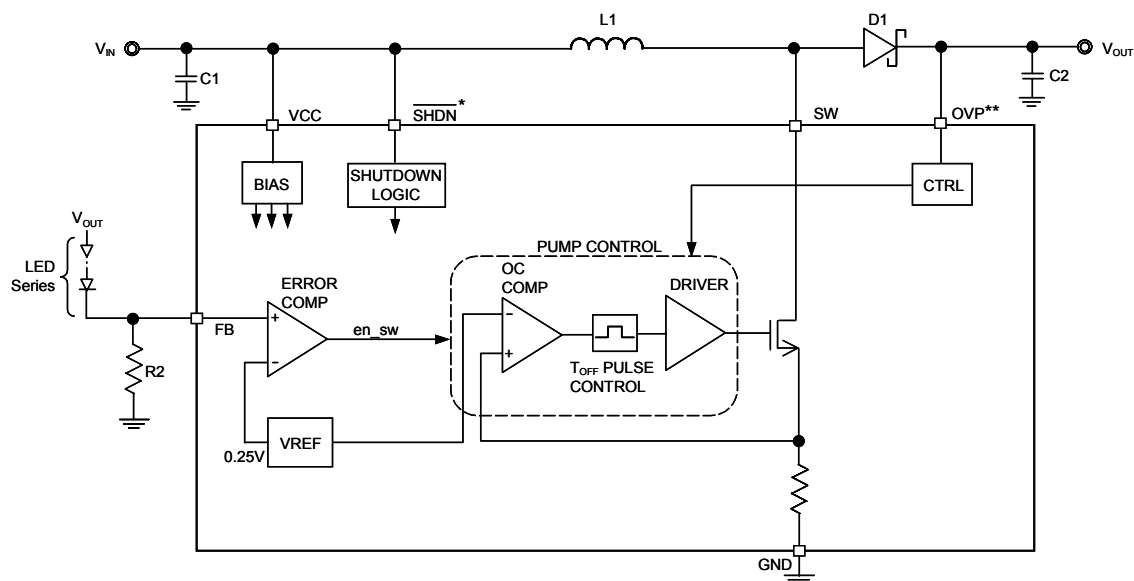 L1
D1
VIN
VOUT
C1
C2
VCC
SHDN*
SW
OVP**
BIAS
SHUTDOWN
LOGIC
CTRL
VOUT
LED
Series
PUMP CONTROL
OC
COMP
DRIVER
ERROR
COMP
+
-
en_sw
-
+
FB
R2
TOFF PULSE
CONTROL
VREF
0.25V
GND